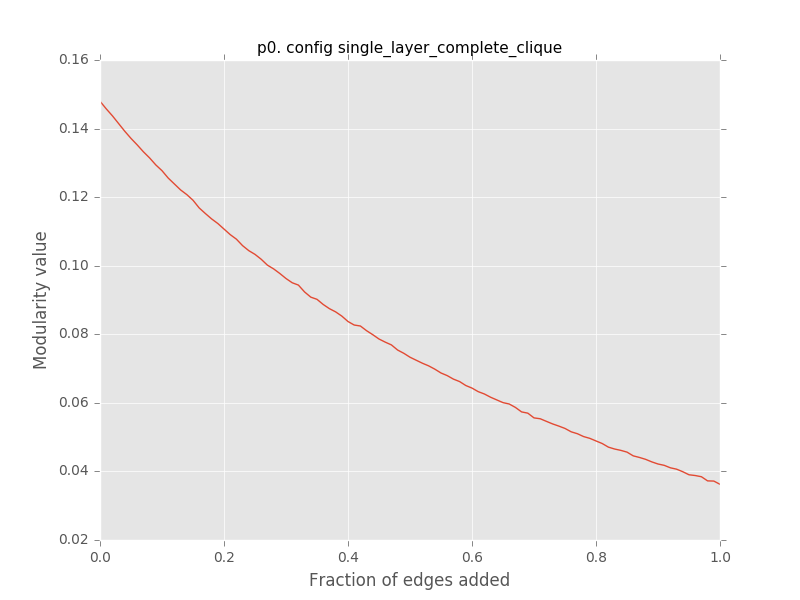 p0. config single_layer_complete_clique
0.16
0.14
0.12
0.10
0.08
0.06
0.04
0.02
Modularity value
0.0 0.2 0.4 0.6 0.8 1.0
Fraction of edges added